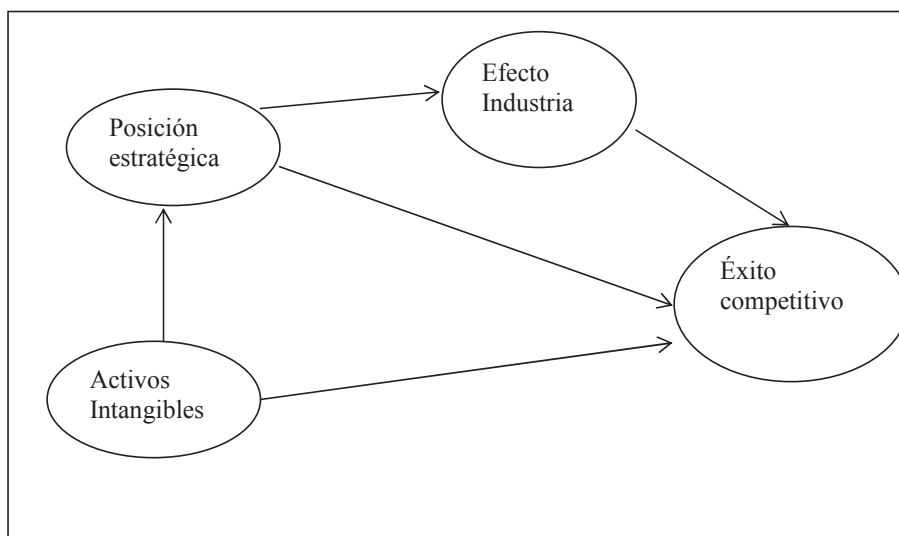 Efecto
Industria
Posición
estratégica
Éxito
competitivo
Activos
Intangibles